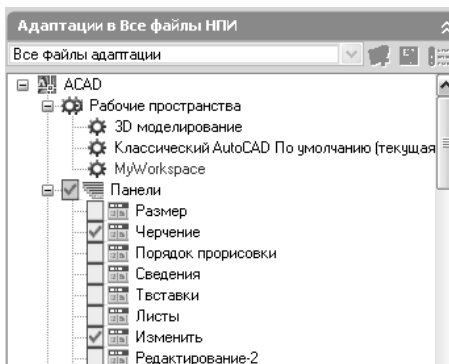 Адаптации в Все файлы НПИ
Все файлы адаптации
ACAD
Рабочие пространства
3D моделирование
Классический AutoCAD По умолчанию (текущая
MyWorkspace
Панели
Размер
Черчение
Порядок прорисовки
Сведения
Tвставки
Листы
Изменить
Редактирование-2